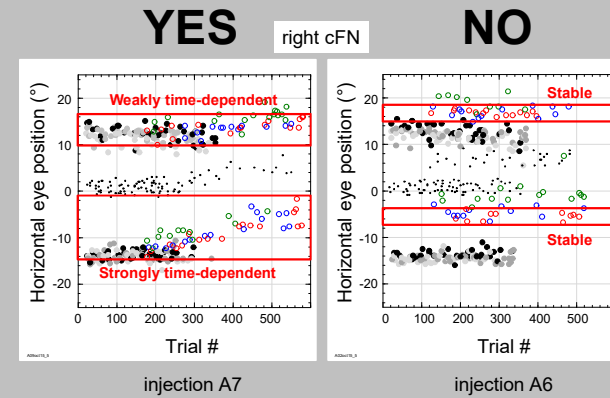 YES
right cFN
NO
Horizontal eye position (°)
20
10
0
-10
-20
Weakly time-dependent
Strongly time-dependent
0 100 200 300 400 500
Trial #
injection A7
Horizontal eye position (°)
20
10
0
-10
-20
Stable
Stable
0 100 200 300 400 500
Trial #
injection A6